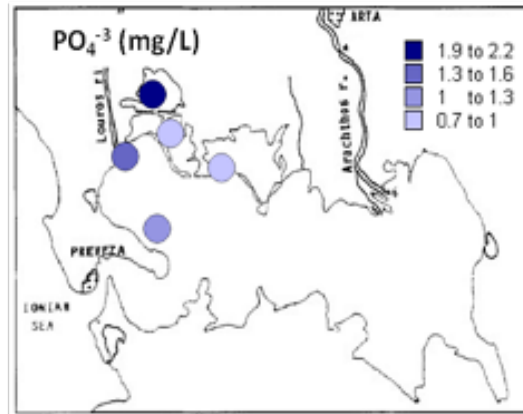 PO₄⁻³ (mg/L)
ARTA
1.9 to 2.2
1.3 to 1.6
1 to 1.3
0.7 to 1
Louros r.
Arachthos r.
PREVEZA
IONIAN
SEA